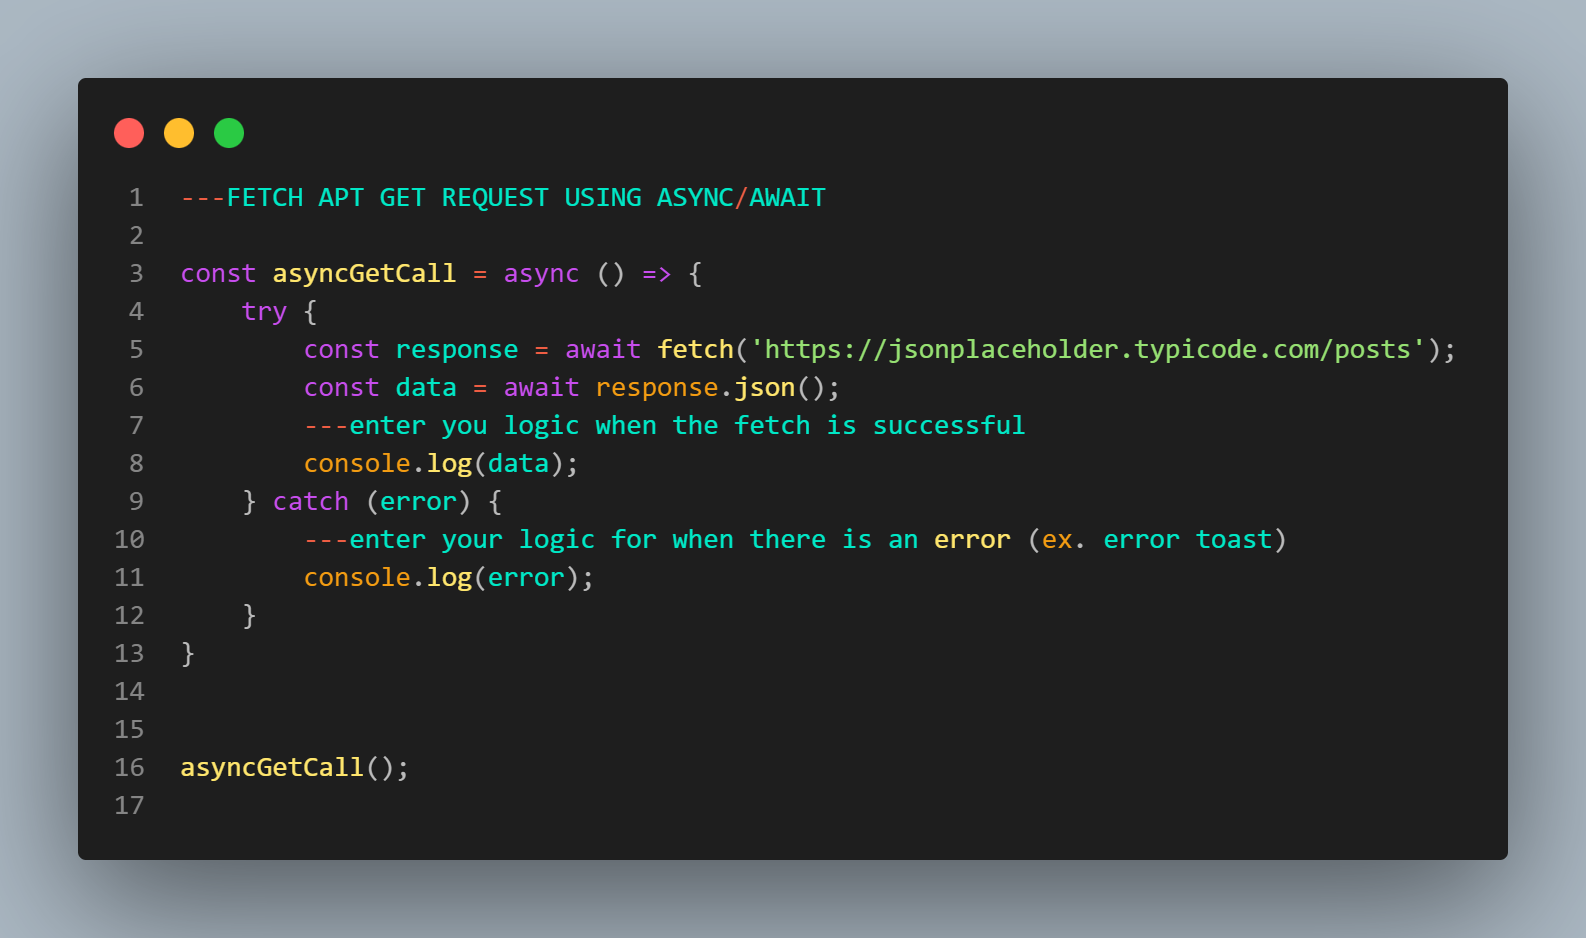 1 ---FETCH APT GET REQUEST USING ASYNC/AWAIT
2
3 const asyncGetCall = async () => {
4     try {
5         const response = await fetch('https://jsonplaceholder.typicode.com/posts');
6         const data = await response.json();
7         ---enter you logic when the fetch is successful
8         console.log(data);
9     } catch (error) {
10         ---enter your logic for when there is an error (ex. error toast)
11         console.log(error);
12     }
13 }
14
15
16 asyncGetCall();
17